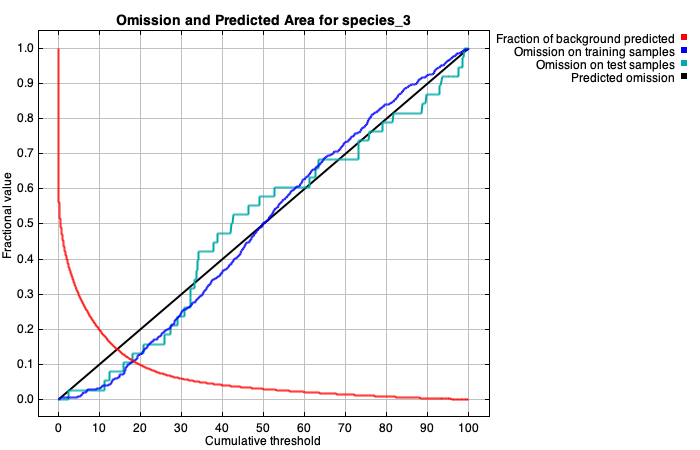 Omission and Predicted Area for species_3
Fraction of background predicted
Omission on training samples
Omission on test samples
Predicted omission
Fractional value
1.0
0.9
0.8
0.7
0.6
0.5
0.4
0.3
0.2
0.1
0.0
0 10 20 30 40 50 60 70 80 90 100
Cumulative threshold